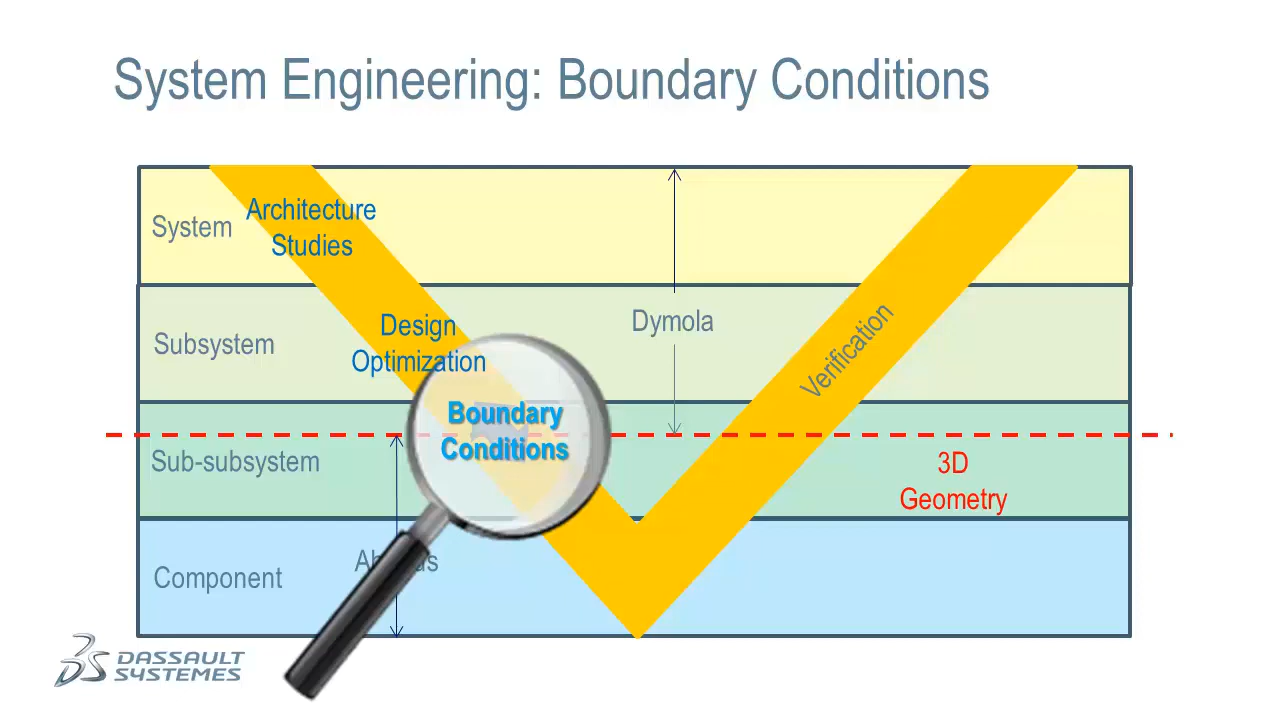 System Engineering: Boundary Conditions
System
Architecture
Studies
Subsystem
Design
Optimization
Dymola
Verification
Boundary
Conditions
Sub-subsystem
3D
Geometry
Component
DASSAULT
SYSTEMES